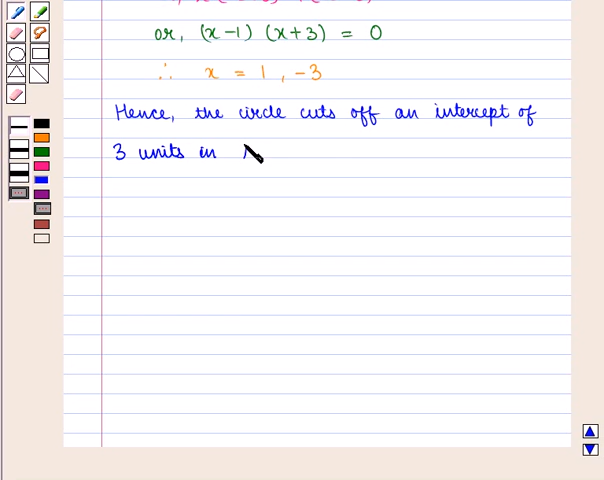 or, (x-1) (x+3) = 0
∴ x = 1, -3
Hence, the circle cuts off an intercept of
3 units in